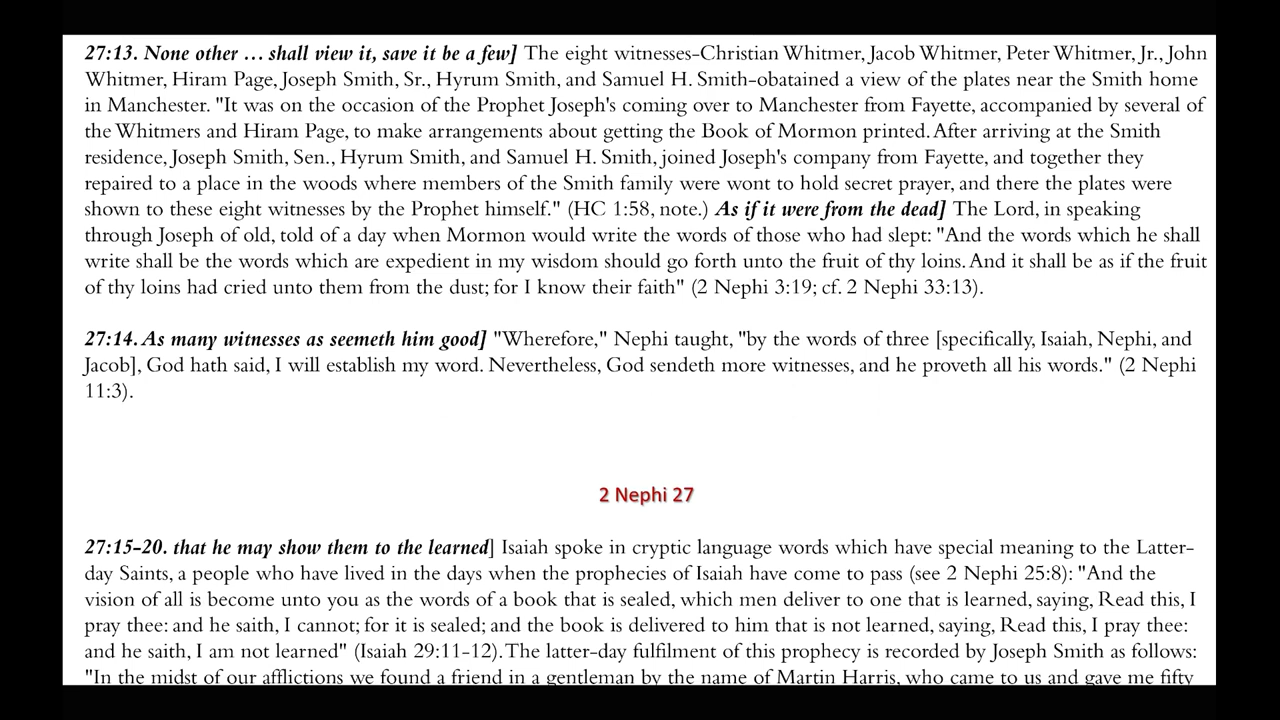 27:13. None other ... shall view it, save it be a few] The eight witnesses-Christian Whitmer, Jacob Whitmer, Peter Whitmer, Jr., John
Whitmer, Hiram Page, Joseph Smith, Sr., Hyrum Smith, and Samuel H. Smith-obatained a view of the plates near the Smith home
in Manchester. "It was on the occasion of the Prophet Joseph's coming over to Manchester from Fayette, accompanied by several of
the Whitmers and Hiram Page, to make arrangements about getting the Book of Mormon printed. After arriving at the Smith
residence, Joseph Smith, Sen., Hyrum Smith, and Samuel H. Smith, joined Joseph's company from Fayette, and together they
repaired to a place in the woods where members of the Smith family were wont to hold secret prayer, and there the plates were
shown to these eight witnesses by the Prophet himself." (HC 1:58, note.) As if it were from the dead] The Lord, in speaking
through Joseph of old, told of a day when Mormon would write the words of those who had slept: "And the words which he shall
write shall be the words which are expedient in my wisdom should go forth unto the fruit of thy loins. And it shall be as if the fruit
of thy loins had cried unto them from the dust; for I know their faith" (2 Nephi 3:19; cf. 2 Nephi 33:13).
27:14. As many witnesses as seemeth him good] "Wherefore," Nephi taught, "by the words of three [specifically, Isaiah, Nephi, and
Jacob], God hath said, I will establish my word. Nevertheless, God sendeth more witnesses, and he proveth all his words." (2 Nephi
11:3).
2 Nephi 27
27:15-20. that he may show them to the learned] Isaiah spoke in cryptic language words which have special meaning to the Latter-
day Saints, a people who have lived in the days when the prophecies of Isaiah have come to pass (see 2 Nephi 25:8): "And the
vision of all is become unto you as the words of a book that is sealed, which men deliver to one that is learned, saying, Read this, I
pray thee: and he saith, I cannot; for it is sealed; and the book is delivered to him that is not learned, saying, Read this, I pray thee:
and he saith, I am not learned" (Isaiah 29:11-12). The latter-day fulfilment of this prophecy is recorded by Joseph Smith as follows:
"In the midst of our afflictions we found a friend in a gentleman by the name of Martin Harris, who came to us and gave me fifty